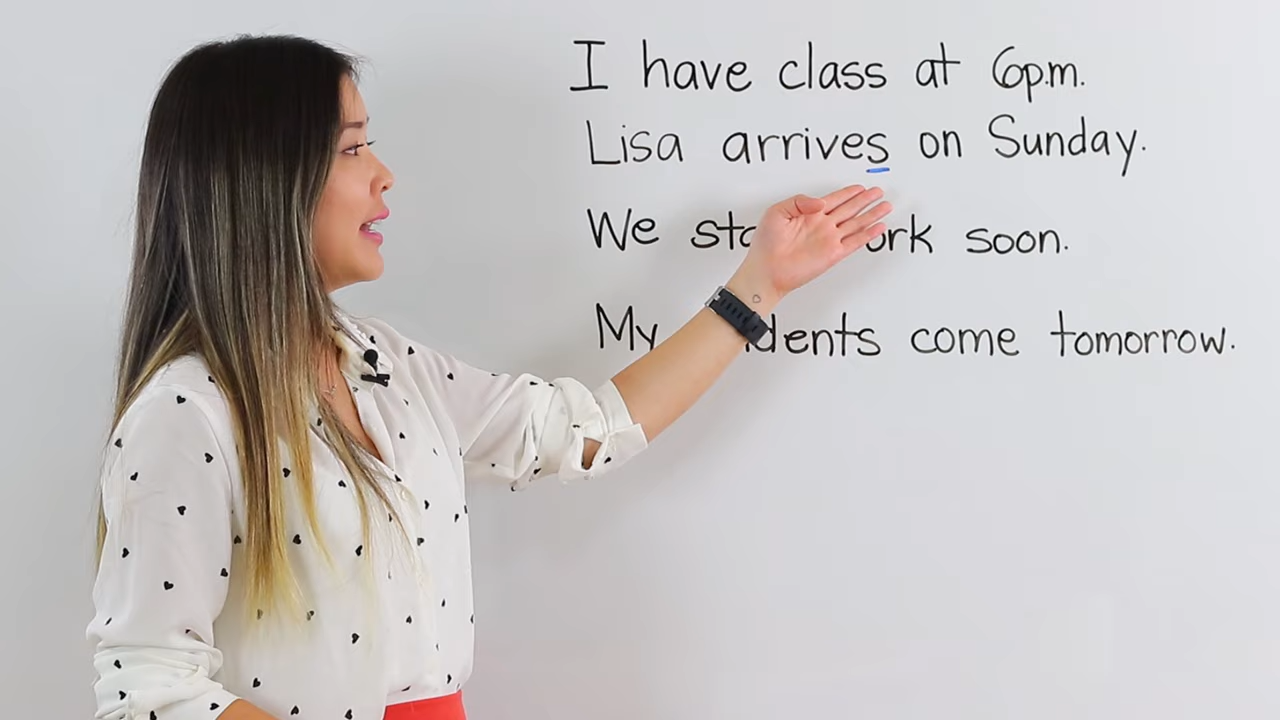 I have class at 6p.m.
Lisa arrives on Sunday.
We soon.
My come tomorrow.